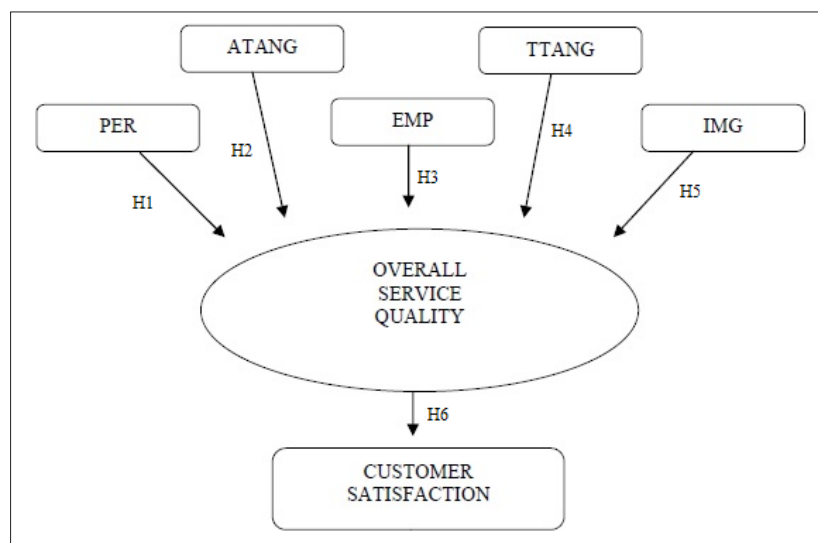 ATANG
TTANG
PER
EMP
IMG
H1
H2
H3
H4
H5
OVERALL
SERVICE
QUALITY
H6
CUSTOMER
SATISFACTION